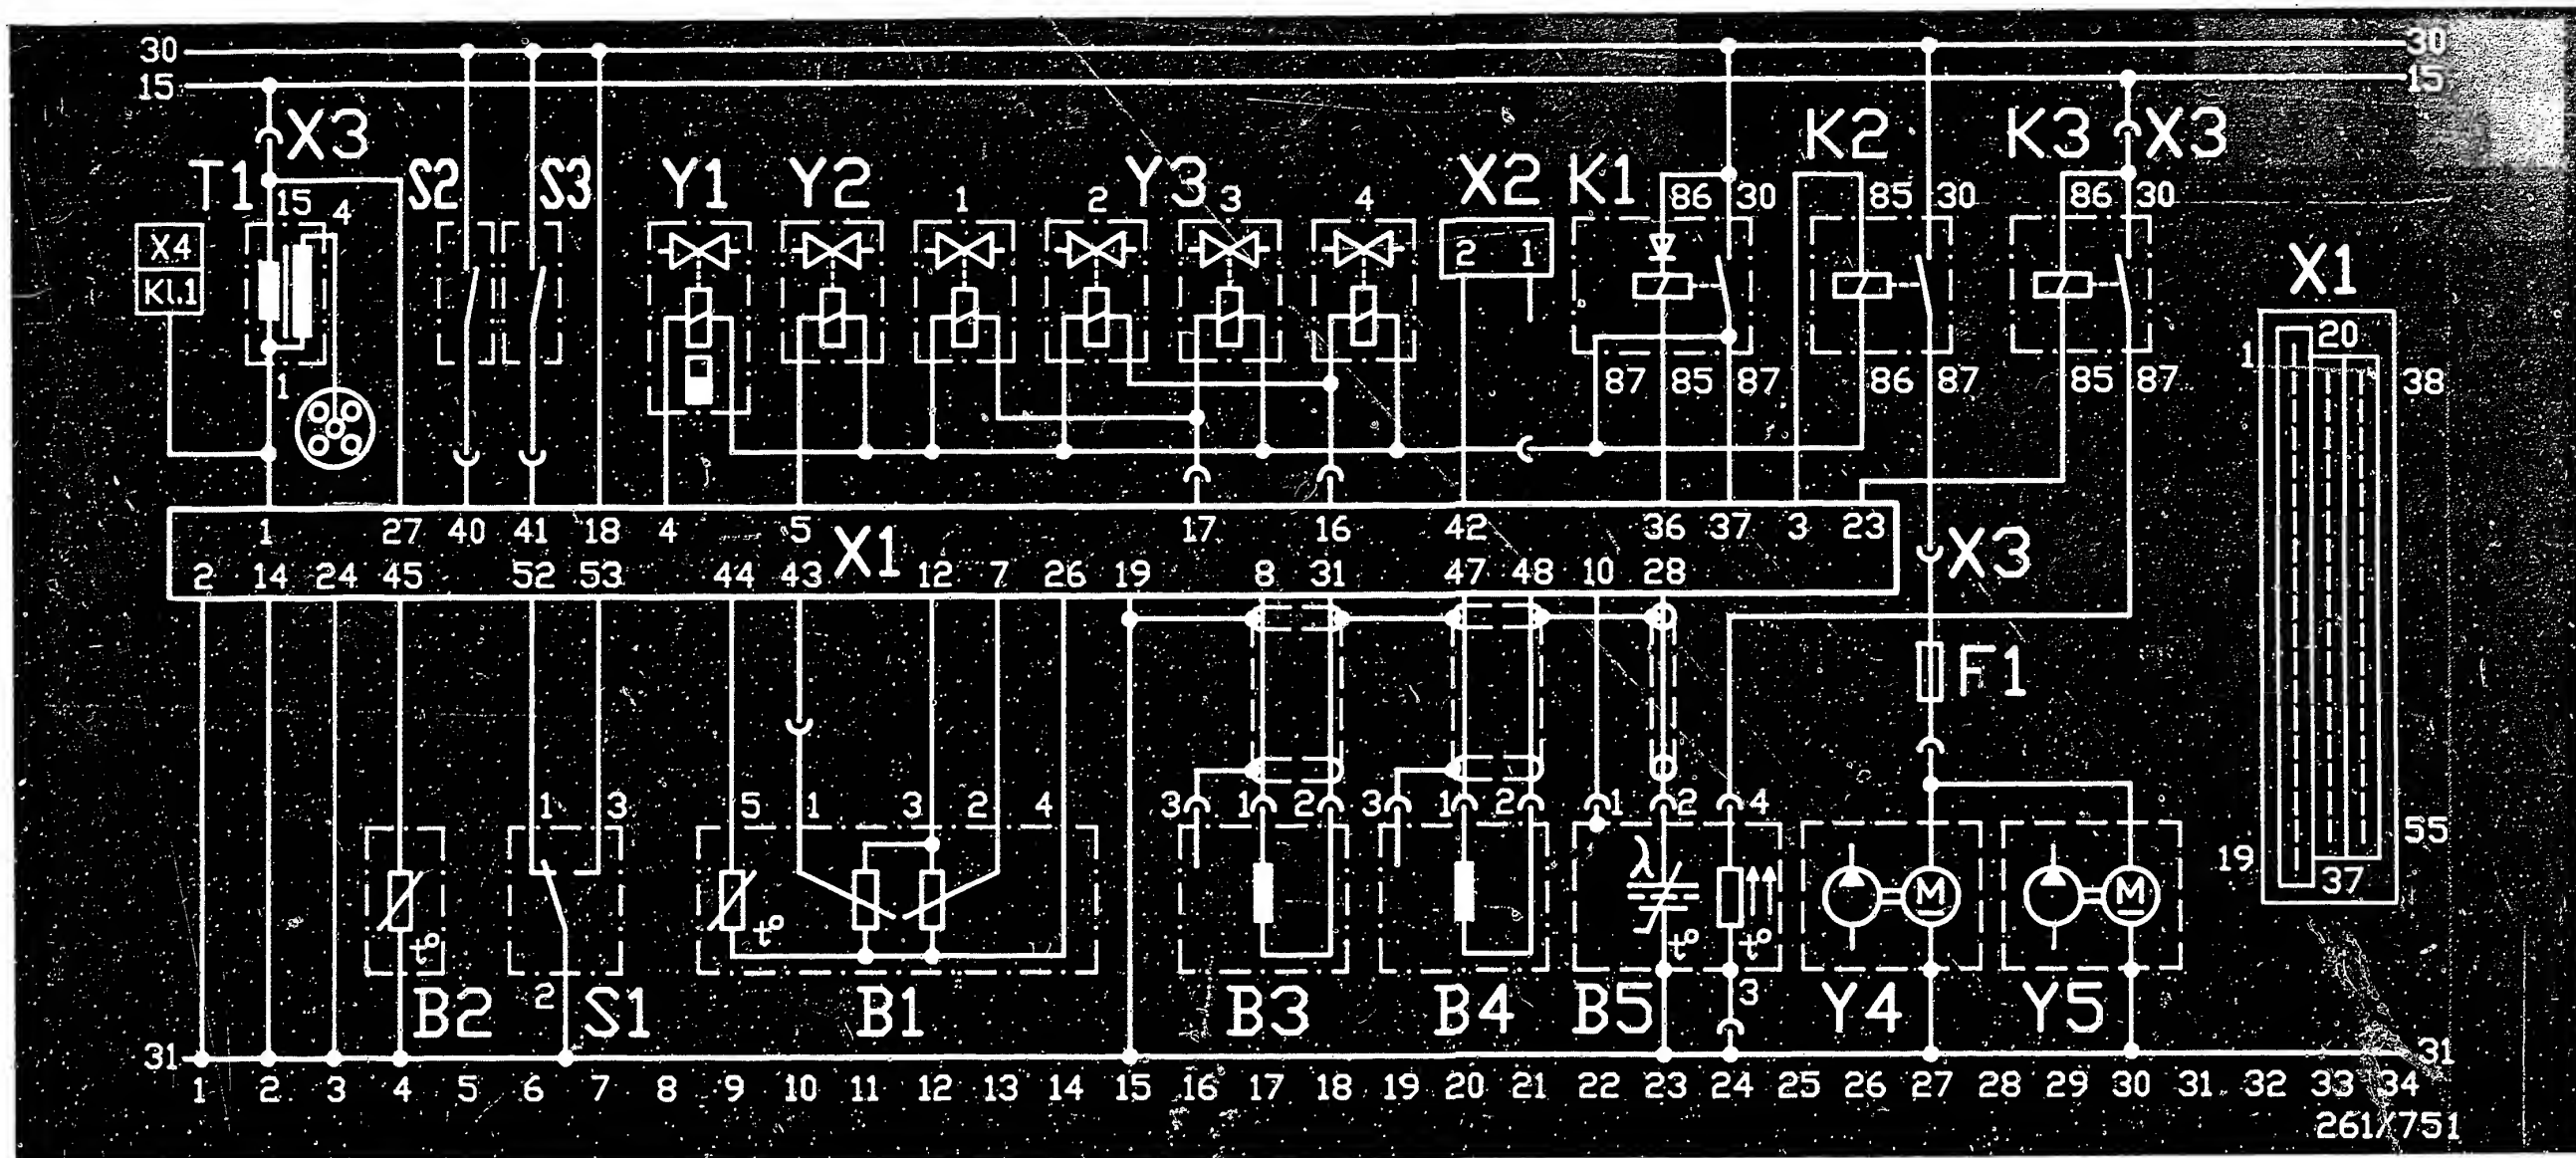 30 30
15 15
X3 K2 K3 X3
T1 S2 S3 Y1 Y2 Y3 X2 K1
15 4 1 2 3 4 86 30 85 30 86 30
X4 2 1 X1
Kl.1
1 20
1 87 85 87 86 87 85 87 38
1 27 40 41 18 4 5 17 16 42 36 37 3 23
X1 X3
2 14 24 45 52 53 44 43 12 7 26 19 8 31 47 48 10 28
F1
1 3 5 1 3 2 4 3 1 2 3 1 2 1 2 4
55
λ 19
M M 37
t° t° t° t°
2 3
B2 S1 B1 B3 B4 B5 Y4 Y5
31 31
1 2 3 4 5 6 7 8 9 10 11 12 13 14 15 16 17 18 19 20 21 22 23 24 25 26 27 28 29 30 31 32 33 34
261/751